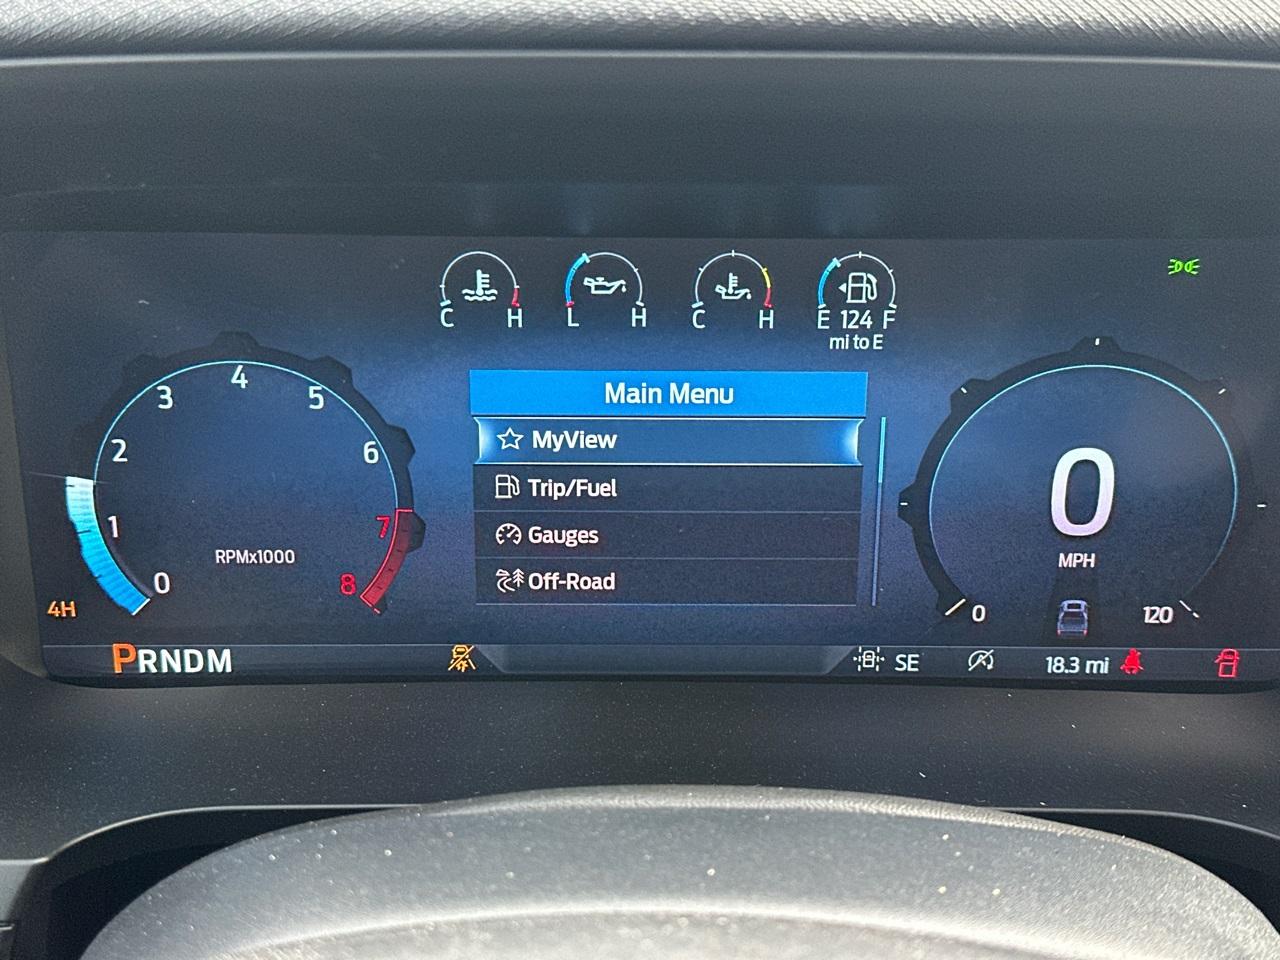 C H
L H
C H
E 124 F
mi to E
Main Menu
MyView
Trip/Fuel
Gauges
Off-Road
4
3
5
2
6
1
7
0
8
RPMx1000
4H
PRNDM
0
MPH
0
120
SE
18.3 mi